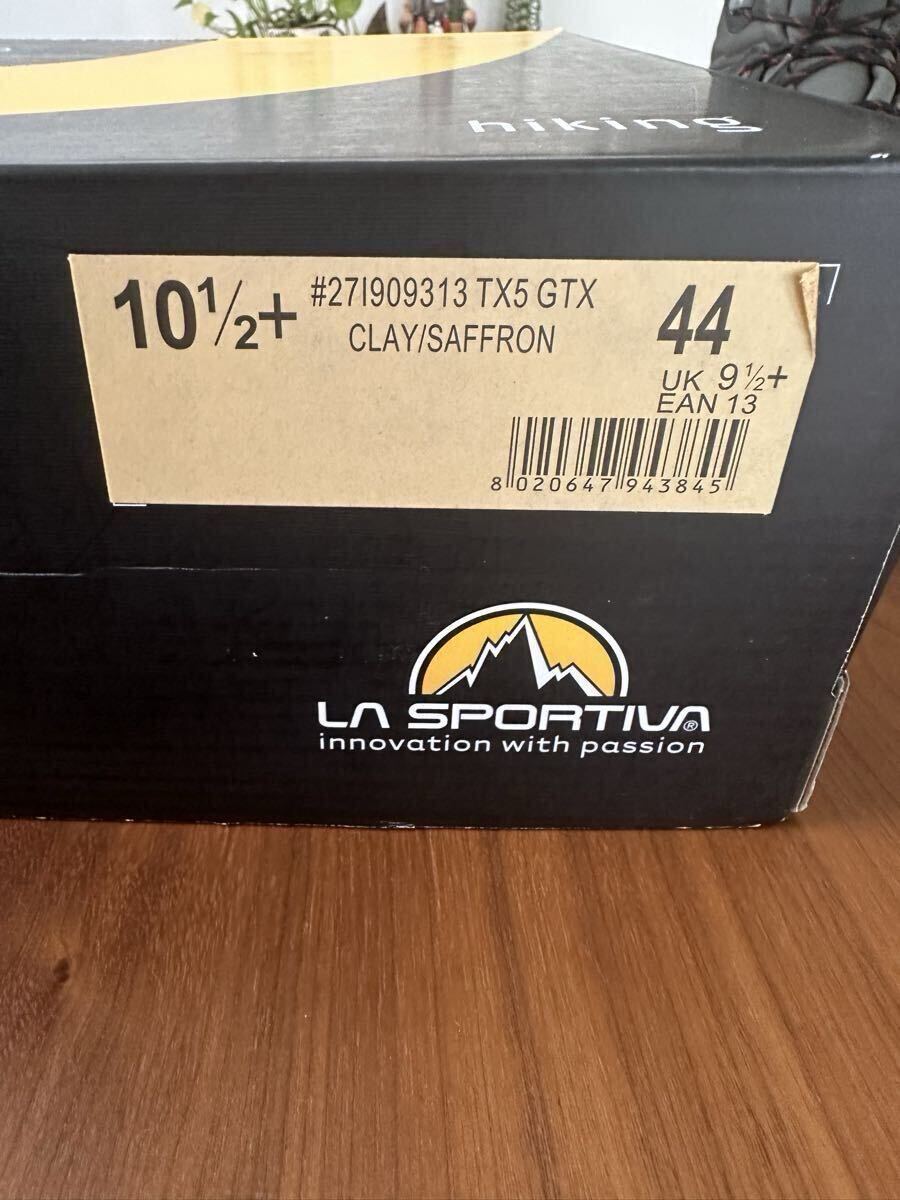 hiking
10½+
#27I909313 TX5 GTX
CLAY/SAFFRON
44
UK 9½+
EAN 13
8 020647 943845
LA SPORTIVA®
innovation with passion